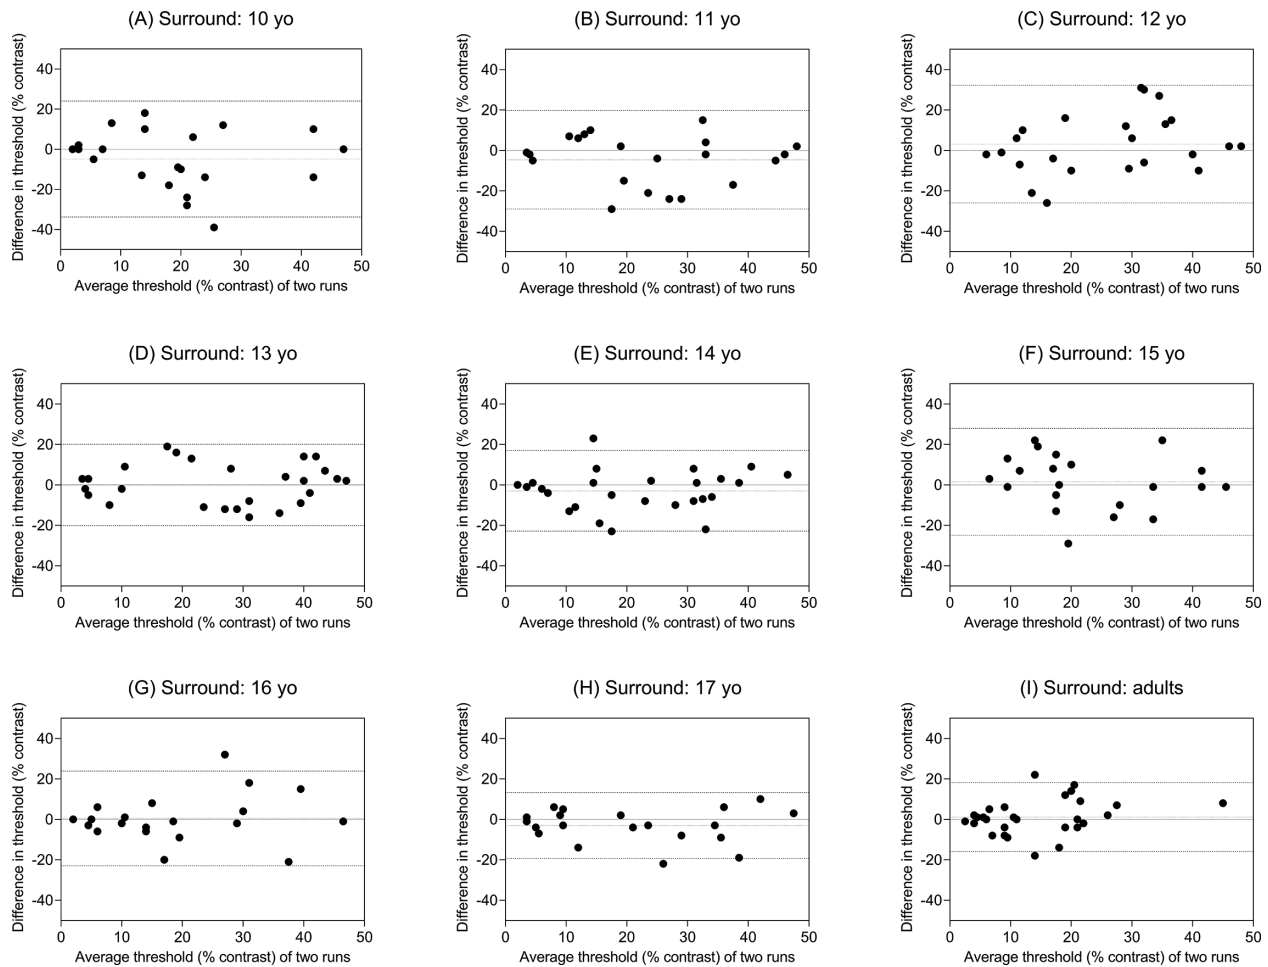 (A) Surround: 10 yo
Difference in threshold (% contrast)
40
20
0
-20
-40
0 10 20 30 40 50
Average threshold (% contrast) of two runs
(B) Surround: 11 yo
Difference in threshold (% contrast)
40
20
0
-20
-40
0 10 20 30 40 50
Average threshold (% contrast) of two runs
(C) Surround: 12 yo
Difference in threshold (% contrast)
40
20
0
-20
-40
0 10 20 30 40 50
Average threshold (% contrast) of two runs
(D) Surround: 13 yo
Difference in threshold (% contrast)
40
20
0
-20
-40
0 10 20 30 40 50
Average threshold (% contrast) of two runs
(E) Surround: 14 yo
Difference in threshold (% contrast)
40
20
0
-20
-40
0 10 20 30 40 50
Average threshold (% contrast) of two runs
(F) Surround: 15 yo
Difference in threshold (% contrast)
40
20
0
-20
-40
0 10 20 30 40 50
Average threshold (% contrast) of two runs
(G) Surround: 16 yo
Difference in threshold (% contrast)
40
20
0
-20
-40
0 10 20 30 40 50
Average threshold (% contrast) of two runs
(H) Surround: 17 yo
Difference in threshold (% contrast)
40
20
0
-20
-40
0 10 20 30 40 50
Average threshold (% contrast) of two runs
(I) Surround: adults
Difference in threshold (% contrast)
40
20
0
-20
-40
0 10 20 30 40 50
Average threshold (% contrast) of two runs